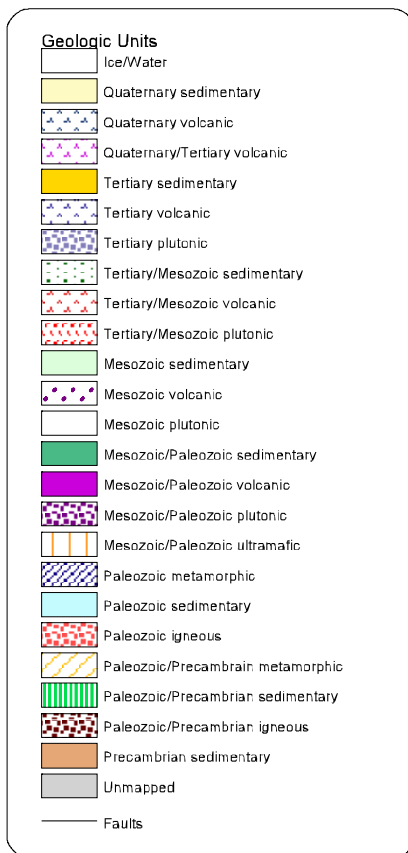 Geologic Units
Ice/Water
Quaternary sedimentary
Quaternary volcanic
Quaternary/Tertiary volcanic
Tertiary sedimentary
Tertiary volcanic
Tertiary plutonic
Tertiary/Mesozoic sedimentary
Tertiary/Mesozoic volcanic
Tertiary/Mesozoic plutonic
Mesozoic sedimentary
Mesozoic volcanic
Mesozoic plutonic
Mesozoic/Paleozoic sedimentary
Mesozoic/Paleozoic volcanic
Mesozoic/Paleozoic plutonic
Mesozoic/Paleozoic ultramafic
Paleozoic metamorphic
Paleozoic sedimentary
Paleozoic igneous
Paleozoic/Precambrain metamorphic
Paleozoic/Precambrian sedimentary
Paleozoic/Precambrian igneous
Precambrian sedimentary
Unmapped
Faults